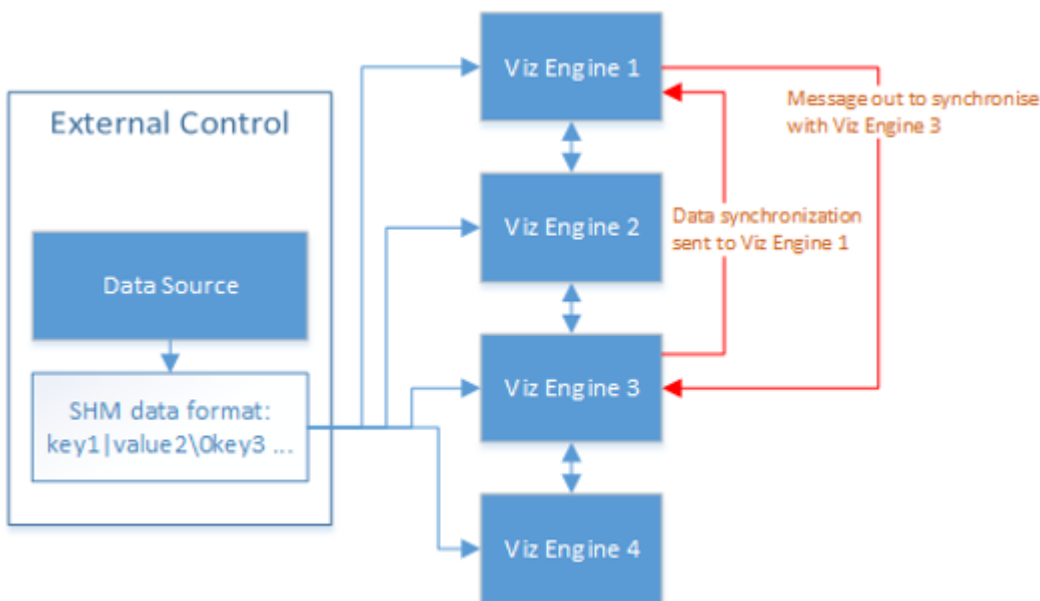 External Control
Data Source
SHM data format:
key1|value2\0key3 ...
Viz Engine 1
Viz Engine 2
Viz Engine 3
Viz Engine 4
Message out to synchronise
with Viz Engine 3
Data synchronization
sent to Viz Engine 1